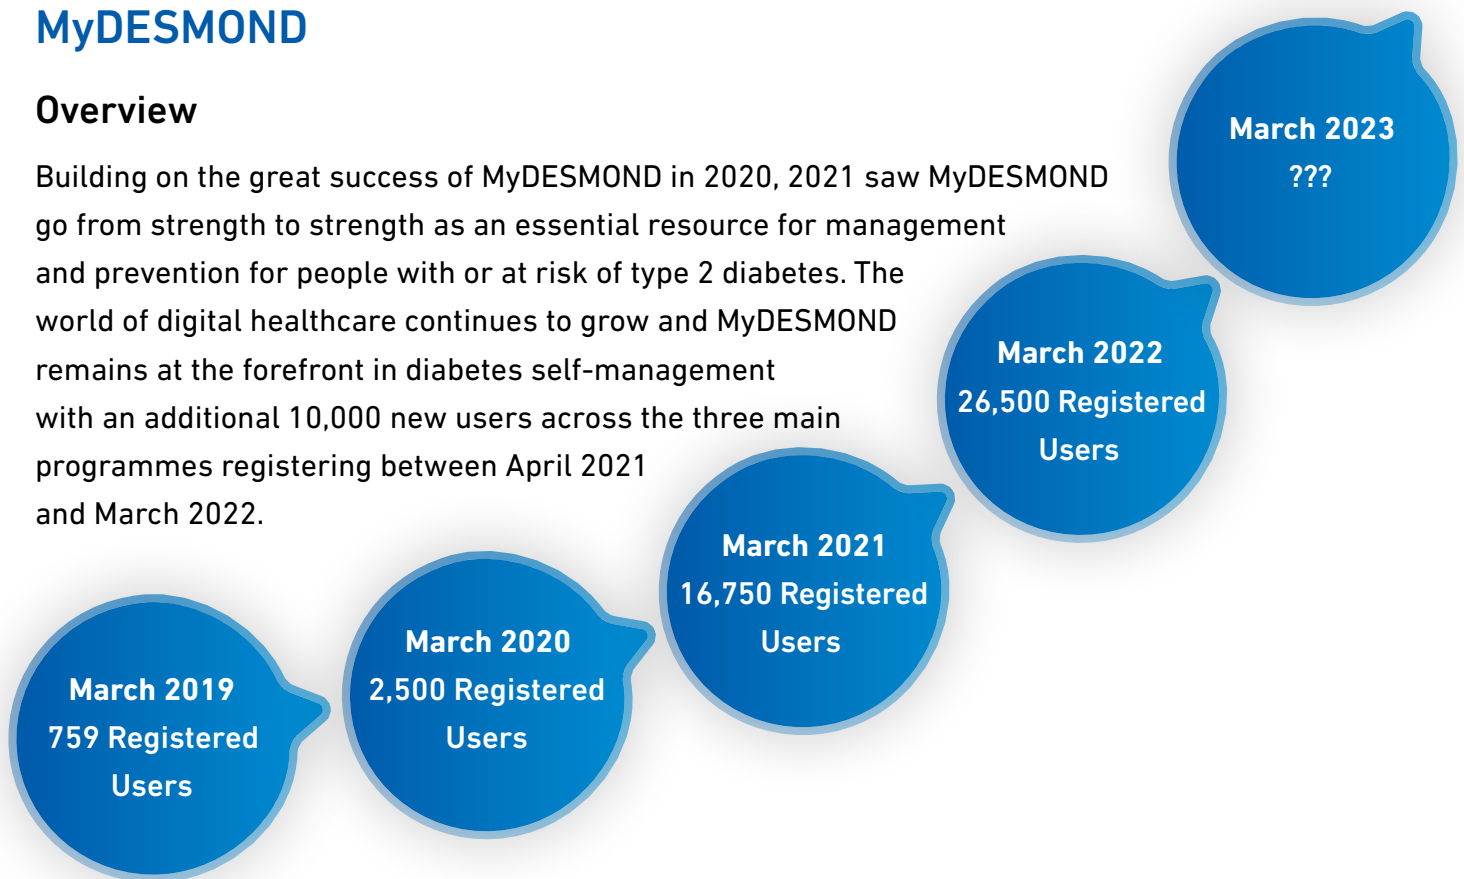 MyDESMOND
Overview
Building on the great success of MyDESMOND in 2020, 2021 saw MyDESMOND
go from strength to strength as an essential resource for management
and prevention for people with or at risk of type 2 diabetes. The
world of digital healthcare continues to grow and MyDESMOND
remains at the forefront in diabetes self-management
with an additional 10,000 new users across the three main
programmes registering between April 2021
and March 2022.
March 2019
759 Registered
Users
March 2020
2,500 Registered
Users
March 2021
16,750 Registered
Users
March 2022
26,500 Registered
Users
March 2023
???